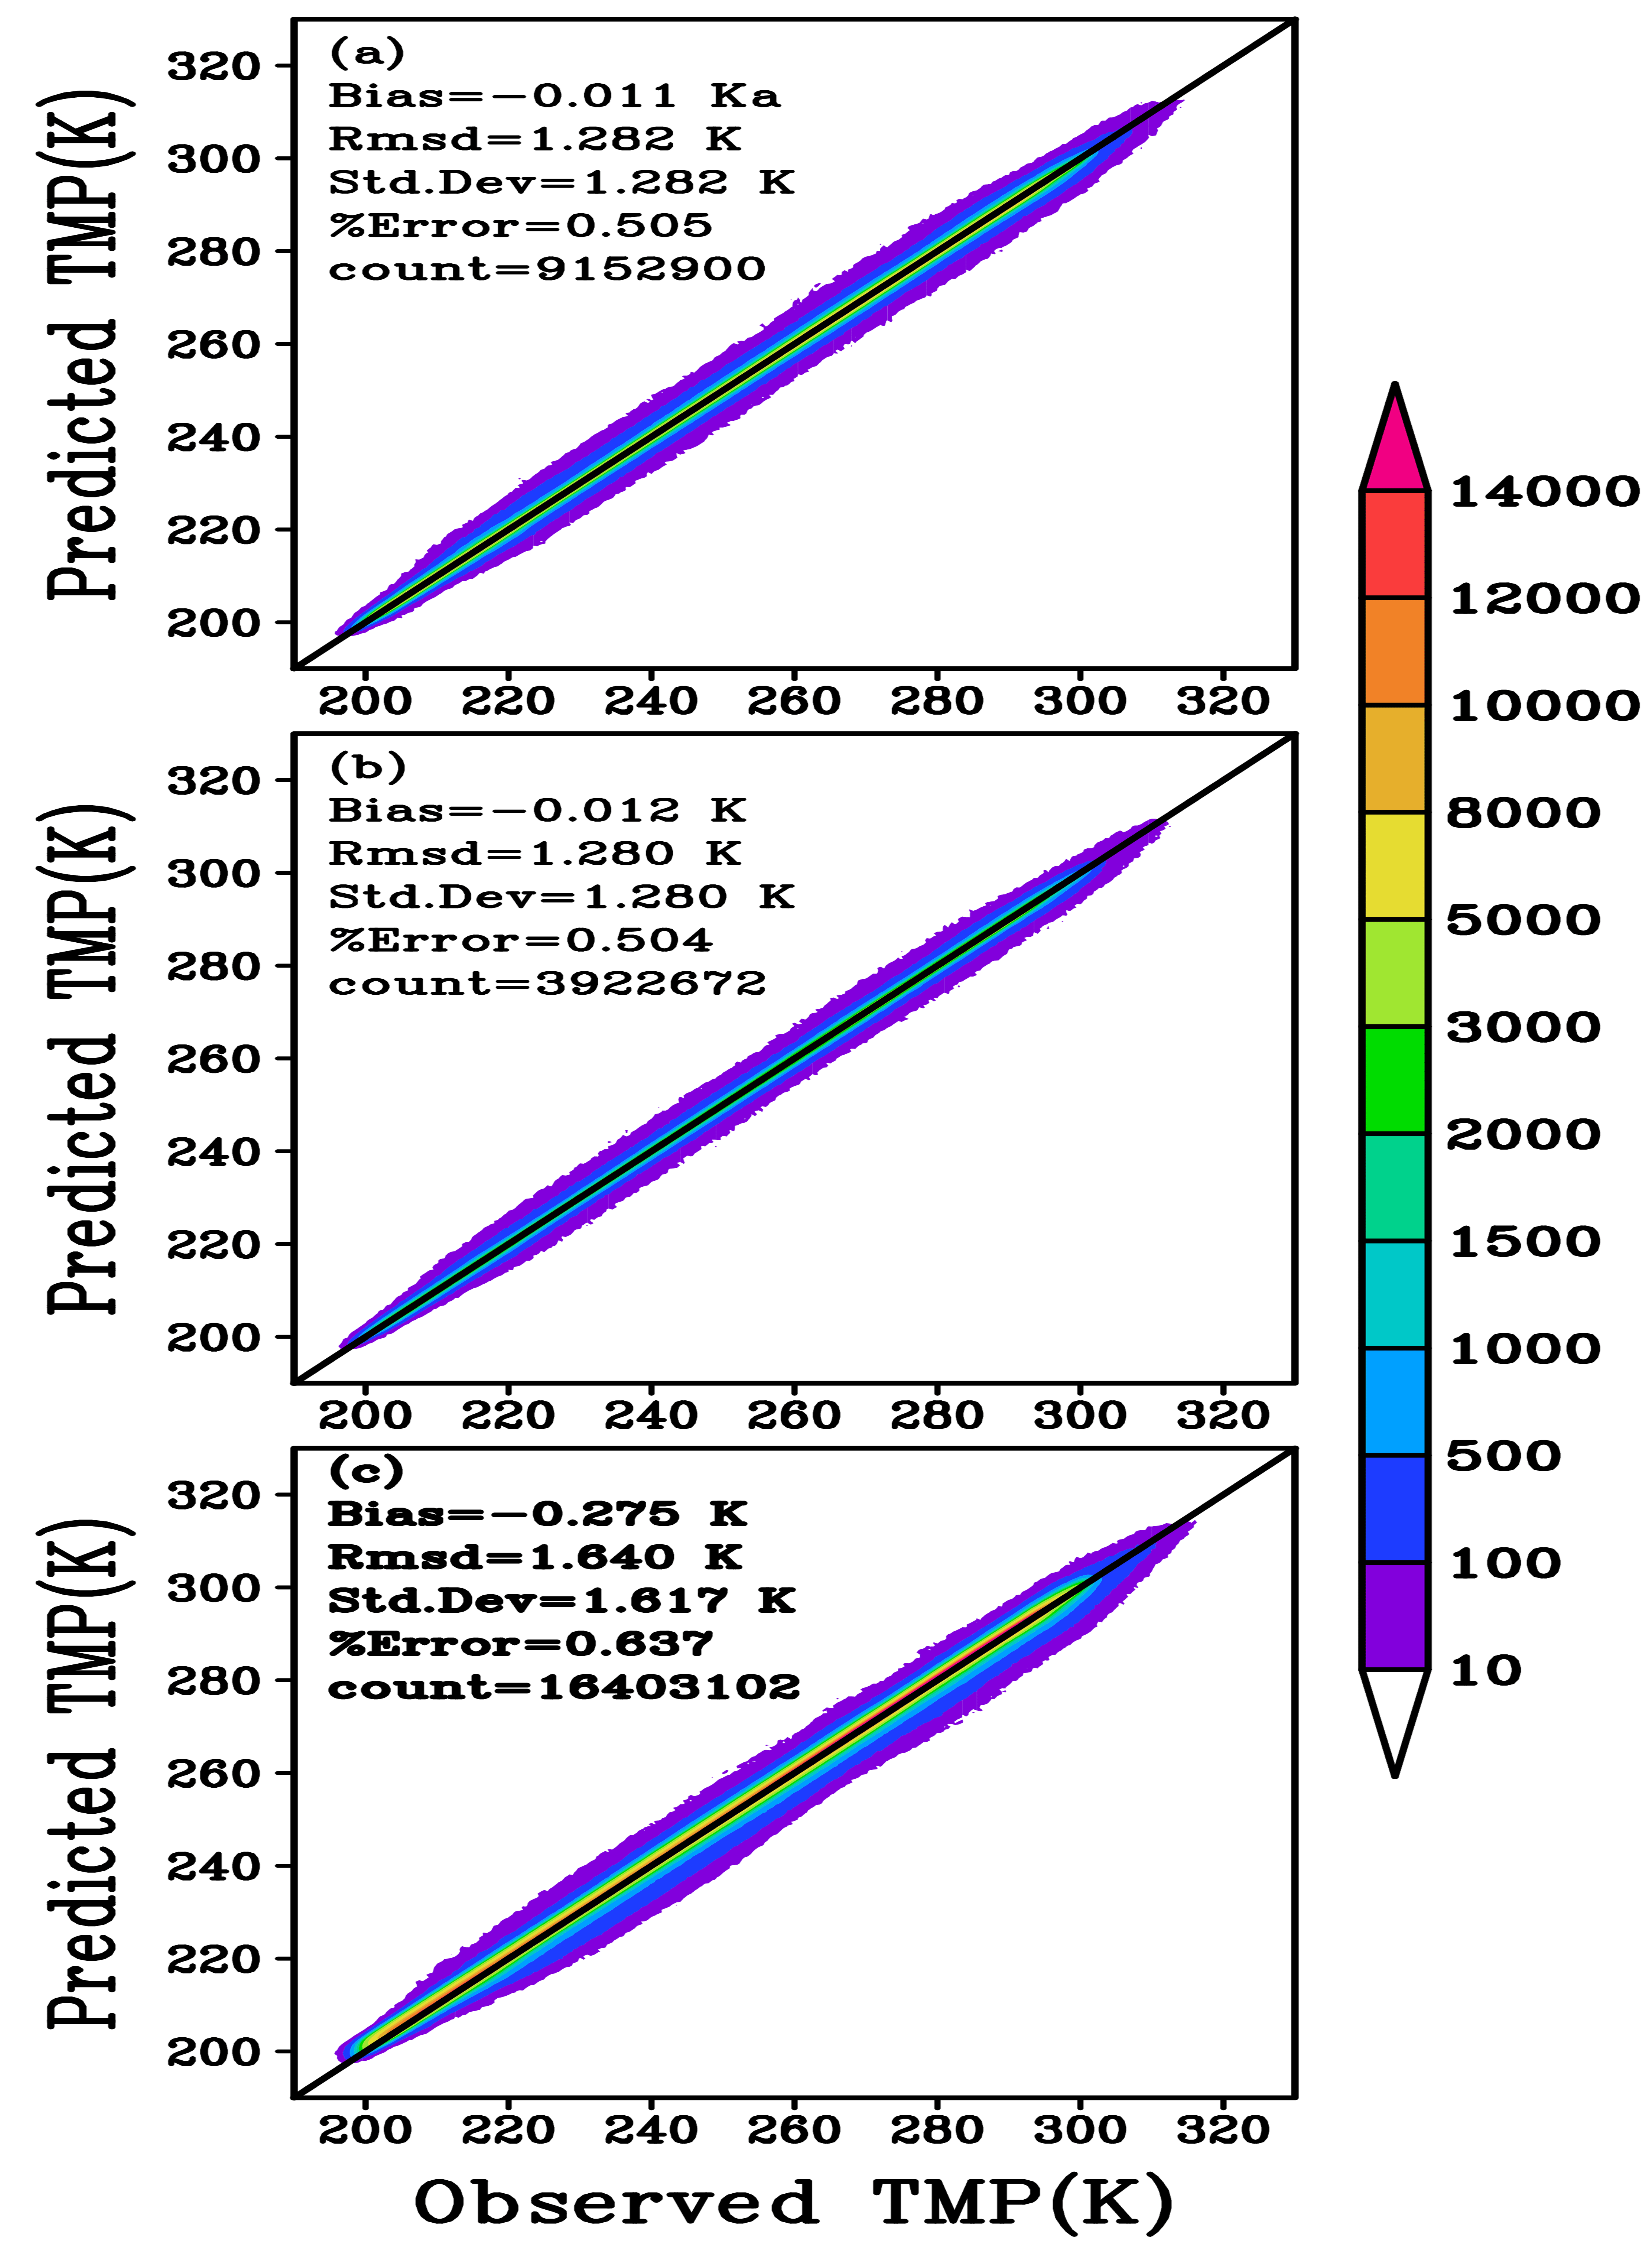 Predicted TMP(K)
320
300
280
260
240
220
200
(a)
Bias=-0.011 Ka
Rmsd=1.282 K
Std.Dev=1.282 K
%Error=0.505
count=9152900
200 220 240 260 280 300 320
Predicted TMP(K)
320
300
280
260
240
220
200
(b)
Bias=-0.012 K
Rmsd=1.280 K
Std.Dev=1.280 K
%Error=0.504
count=3922672
200 220 240 260 280 300 320
Predicted TMP(K)
320
300
280
260
240
220
200
(c)
Bias=-0.275 K
Rmsd=1.640 K
Std.Dev=1.617 K
%Error=0.637
count=16403102
200 220 240 260 280 300 320
Observed TMP(K)
14000
12000
10000
8000
5000
3000
2000
1500
1000
500
100
10